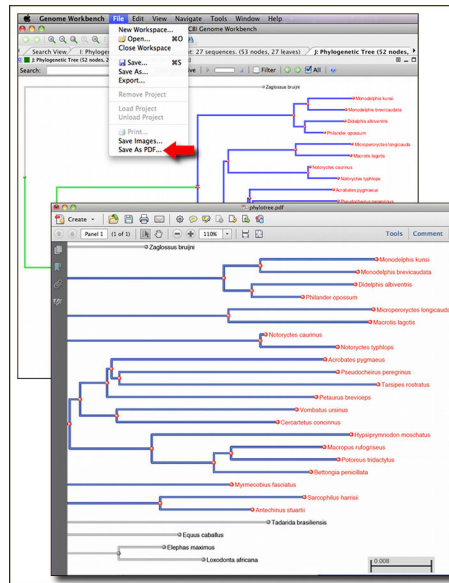 Genome Workbench File Edit View Navigate Tools Window Help
NCBI Genome Workbench
New Workspace...
Open... ⌘O
Close Workspace
Save... ⌘S
Save As...
Export...
Remove Project
Load Project
Unload Project
Print...
Save Images...
Save As PDF...
Search View
27 sequences. (53 nodes, 27 leaves)
J: Phylogenetic Tree (52 nodes,
Search:
Filter
All
Zaglossus bruijni
Monodelphis kunsi
Monodelphis brevicaudata
Didelphis albiventris
Philander opossum
Microperoryctes longicauda
Macrotis lagotis
Notoryctes caurinus
Notoryctes typhlops
Acrobates pygmaeus
Pseudocheirus peregrinus
phylotree.pdf
Create
Panel 1 (1 of 1) 110% Tools Comment
Zaglossus bruijni
Monodelphis kunsi
Monodelphis brevicaudata
Didelphis albiventris
Philander opossum
Microperoryctes longicauda
Macrotis lagotis
Notoryctes caurinus
Notoryctes typhlops
Acrobates pygmaeus
Pseudocheirus peregrinus
Tarsipes rostratus
Petaurus breviceps
Vombatus ursinus
Cercartetus concinnus
Hypsiprymnodon moschatus
Macropus rufogriseus
Potorous tridactylus
Bettongia penicillata
Myrmecobius fasciatus
Sarcophilus harrisii
Antechinus stuartii
Tadarida brasiliensis
Equus caballus
Elephas maximus
Loxodonta africana
0.008